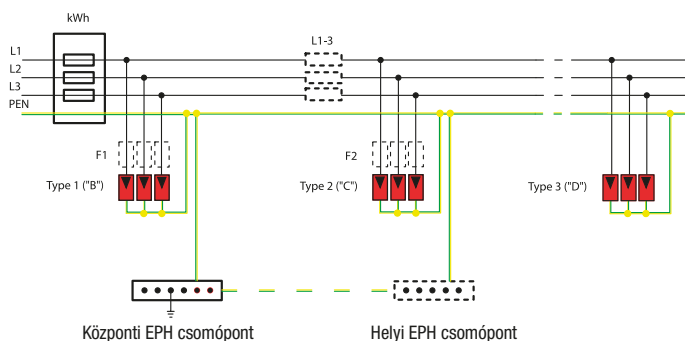 kWh
L1
L2
L3
PEN
L1-3
F1
F2
Type 1 ("B")
Type 2 ("C")
Type 3 ("D")
Központi EPH csomópont
Helyi EPH csomópont